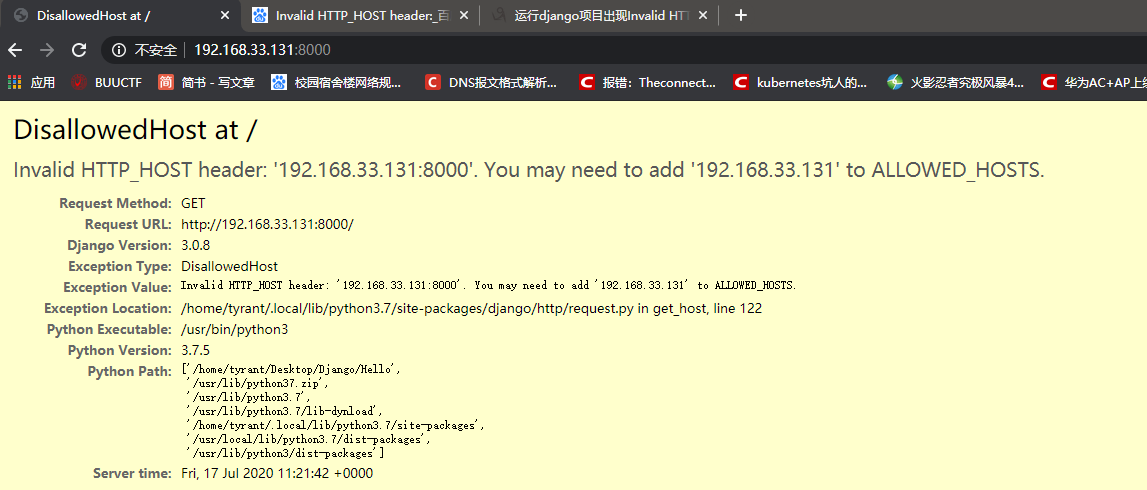 DisallowedHost at /
Invalid HTTP_HOST header:_百
运行django项目出现Invalid HTT
不安全 192.168.33.131:8000
应用 BUUCTF 简书 - 写文章 校园宿舍楼网络规... DNS报文格式解析... 报错：Theconnect... kubernetes坑人的... 火影忍者究极风暴4... 华为AC+AP上线
DisallowedHost at /
Invalid HTTP_HOST header: '192.168.33.131:8000'. You may need to add '192.168.33.131' to ALLOWED_HOSTS.
Request Method: GET
Request URL: http://192.168.33.131:8000/
Django Version: 3.0.8
Exception Type: DisallowedHost
Exception Value: Invalid HTTP_HOST header: '192.168.33.131:8000'. You may need to add '192.168.33.131' to ALLOWED_HOSTS.
Exception Location: /home/tyrant/.local/lib/python3.7/site-packages/django/http/request.py in get_host, line 122
Python Executable: /usr/bin/python3
Python Version: 3.7.5
Python Path: ['/home/tyrant/Desktop/Django/Hello',
'/usr/lib/python37.zip',
'/usr/lib/python3.7',
'/usr/lib/python3.7/lib-dynload',
'/home/tyrant/.local/lib/python3.7/site-packages',
'/usr/local/lib/python3.7/dist-packages',
'/usr/lib/python3/dist-packages']
Server time: Fri, 17 Jul 2020 11:21:42 +0000